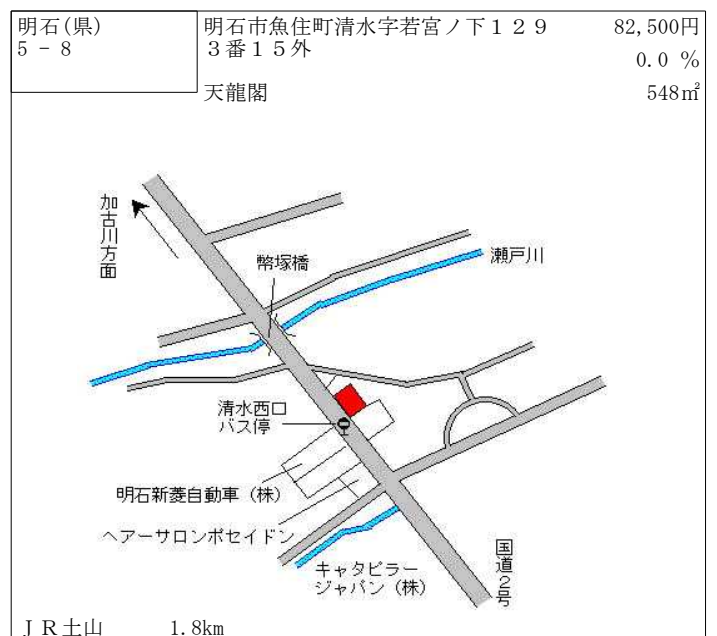 明石(県)
5 - 8
明石市魚住町清水字若宮ノ下１２９
３番１５外
82,500円
0.0 %
天龍閣
548㎡
加古川方面
幣塚橋
瀬戸川
清水西口
バス停
明石新菱自動車（株）
ヘアーサロンポセイドン
キャタピラー
ジャパン（株）
国道２号
ＪＲ土山
1.8km